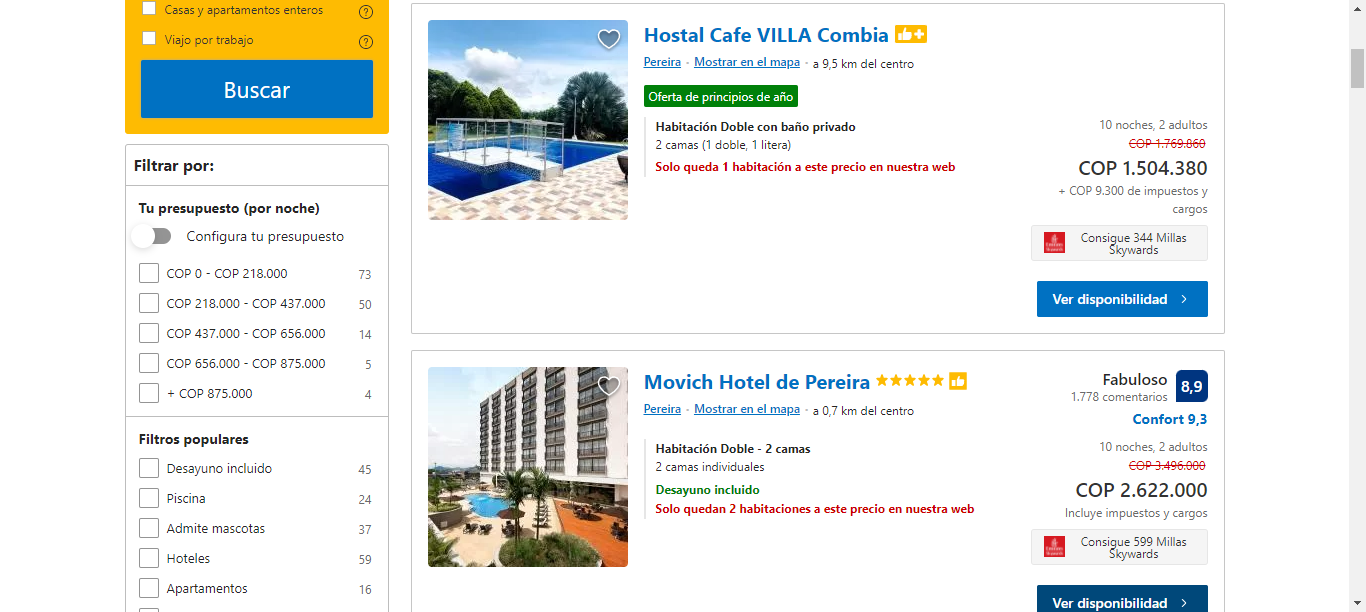 Casas y apartamentos enteros
Viajo por trabajo
Buscar
Filtrar por:
Tu presupuesto (por noche)
Configura tu presupuesto
COP 0 - COP 218.000 73
COP 218.000 - COP 437.000 50
COP 437.000 - COP 656.000 14
COP 656.000 - COP 875.000 5
+ COP 875.000 4
Filtros populares
Desayuno incluido 45
Piscina 24
Admite mascotas 37
Hoteles 59
Apartamentos 16
Hostal Cafe VILLA Combia
Pereira · Mostrar en el mapa · a 9,5 km del centro
Oferta de principios de año
Habitación Doble con baño privado
2 camas (1 doble, 1 litera)
Solo queda 1 habitación a este precio en nuestra web
10 noches, 2 adultos
COP 1.769.860
COP 1.504.380
+ COP 9.300 de impuestos y
cargos
Consigue 344 Millas
Skywards
Ver disponibilidad
Movich Hotel de Pereira
Pereira · Mostrar en el mapa · a 0,7 km del centro
Fabuloso 8,9
1.778 comentarios
Confort 9,3
Habitación Doble - 2 camas
2 camas individuales
Desayuno incluido
Solo quedan 2 habitaciones a este precio en nuestra web
10 noches, 2 adultos
COP 3.496.000
COP 2.622.000
Incluye impuestos y cargos
Consigue 599 Millas
Skywards
Ver disponibilidad